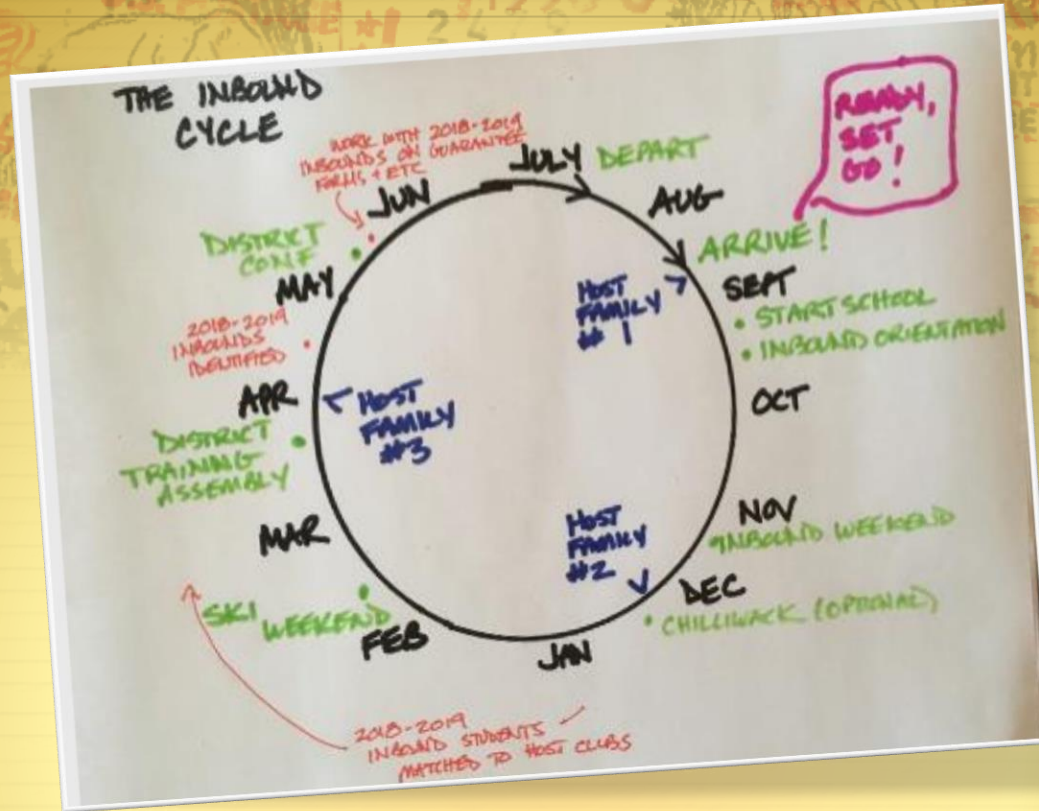 THE INBOUND
CYCLE
WORK WITH 2018-2019
INBOUNDS ON GUARANTEE
FORMS + ETC
JULY DEPART
AUG
READY,
SET
GO!
ARRIVE!
HOST
FAMILY
#1
SEPT
START SCHOOL
INBOUND ORIENTATION
OCT
NOV
INBOUND WEEKEND
HOST
FAMILY
#2
DEC
CHILLIWACK (OPTIONAL)
JAN
FEB
SKI
WEEKEND
2018-2019
INBOUND STUDENTS
MATCHED TO HOST CLUBS
MAR
DISTRICT
TRAINING
ASSEMBLY
APR
HOST
FAMILY
#3
2018-2019
INBOUNDS
IDENTIFIED
MAY
DISTRICT
CONF
JUN